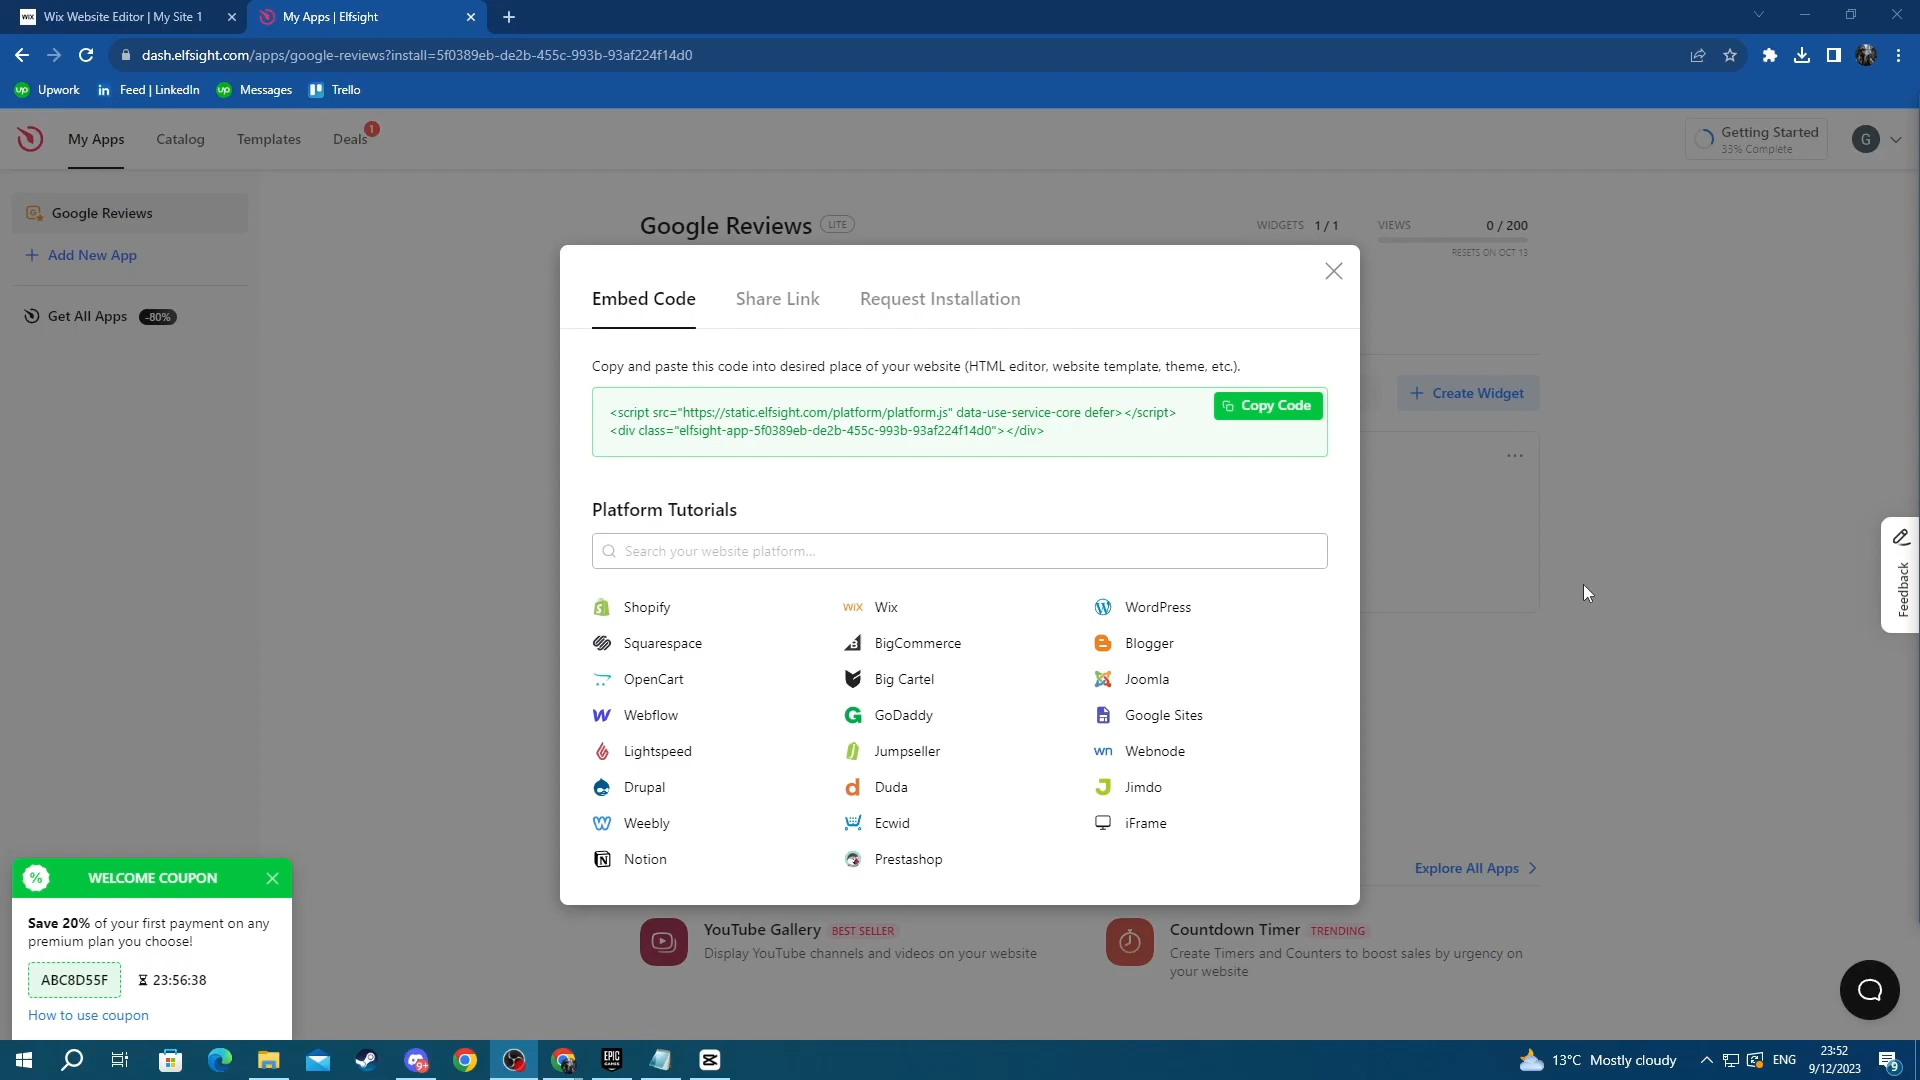 Wix Website Editor | My Site 1
My Apps | Elfsight
dash.elfsight.com/apps/google-reviews?install=5f0389eb-de2b-455c-993b-93af224f14d0
Upwork
Feed | LinkedIn
Messages
Trello
My Apps
Catalog
Templates
Deals
1
Getting Started
33% Complete
G
Google Reviews
Add New App
Get All Apps -80%
Google Reviews LITE
WIDGETS 1 / 1
VIEWS 0 / 200
RESETS ON OCT 13
Create Widget
Embed Code
Share Link
Request Installation
Copy and paste this code into desired place of your website (HTML editor, website template, theme, etc.).
<script src="https://static.elfsight.com/platform/platform.js" data-use-service-core defer></script>
<div class="elfsight-app-5f0389eb-de2b-455c-993b-93af224f14d0"></div>
Copy Code
Platform Tutorials
Search your website platform...
Shopify
WIX Wix
WordPress
Squarespace
BigCommerce
Blogger
OpenCart
Big Cartel
Joomla
Webflow
GoDaddy
Google Sites
Lightspeed
Jumpseller
wn Webnode
Drupal
Duda
Jimdo
Weebly
Ecwid
iFrame
Notion
Prestashop
Feedback
Explore All Apps
YouTube Gallery BEST SELLER
Display YouTube channels and videos on your website
Countdown Timer TRENDING
Create Timers and Counters to boost sales by urgency on
your website
WELCOME COUPON
Save 20% of your first payment on any
premium plan you choose!
ABC8D55F
23:56:38
How to use coupon
13°C Mostly cloudy
ENG
23:52
9/12/2023
9